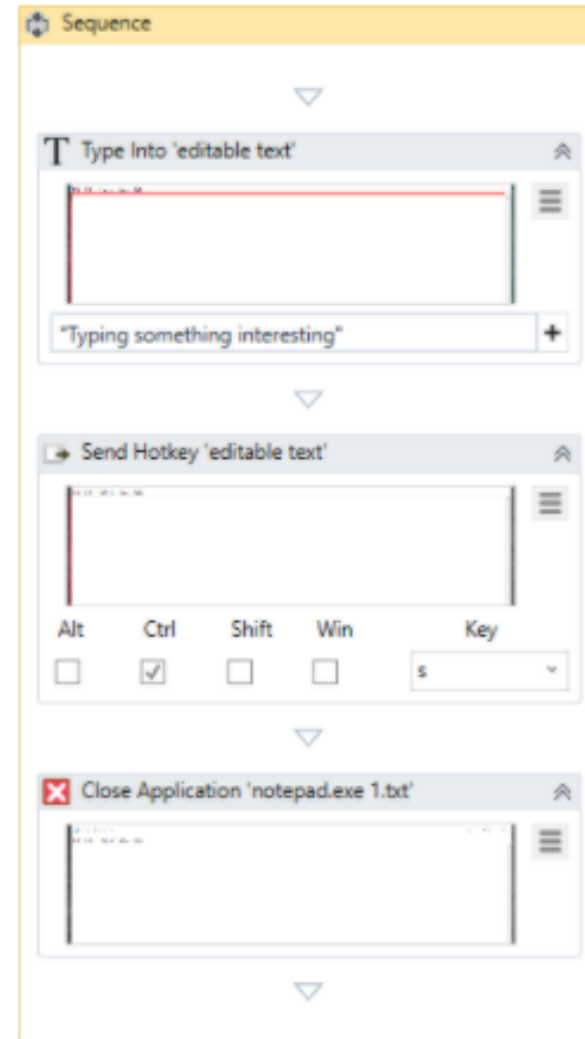 Sequence
Type Into 'editable text'
"Typing something interesting"
Send Hotkey 'editable text'
Alt Ctrl Shift Win Key
s
Close Application 'notepad.exe 1.txt'